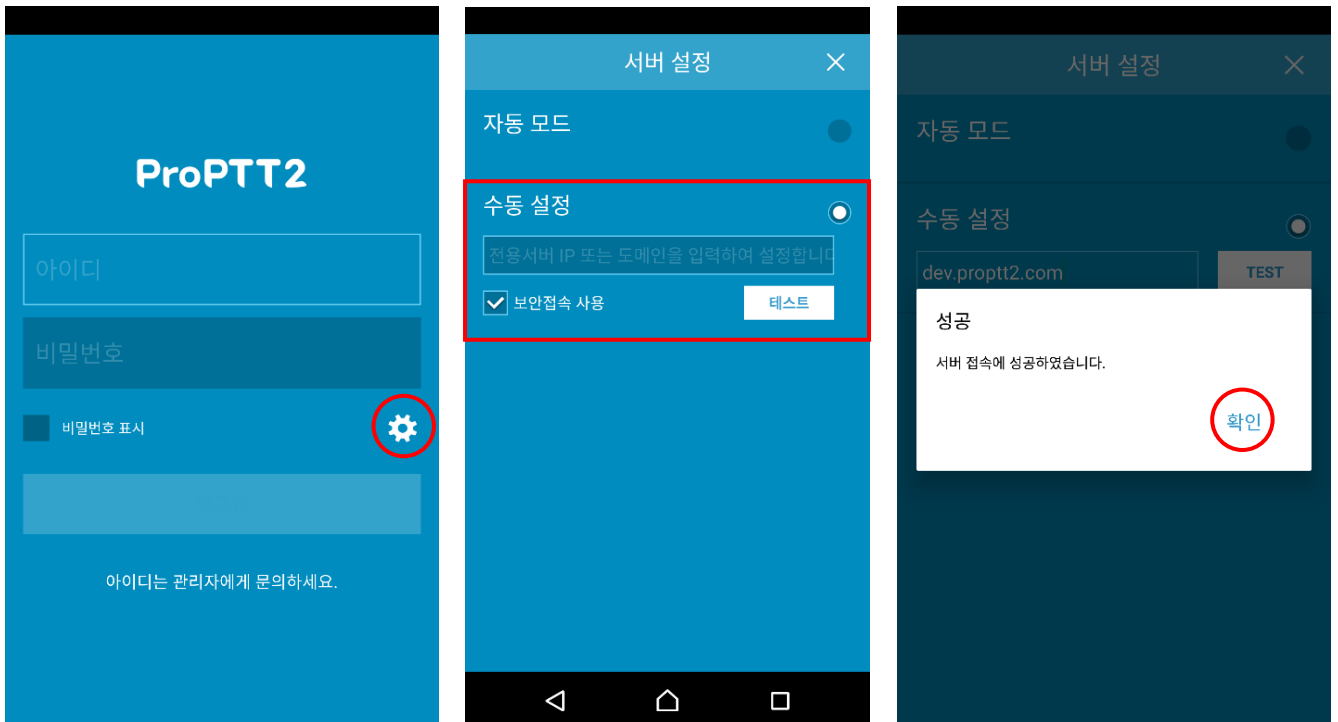 ProPTT2
아이디
비밀번호
비밀번호 표시
아이디는 관리자에게 문의하세요.
서버 설정
자동 모드
수동 설정
전용서버 IP 또는 도메인을 입력하여 설정합니다
보안접속 사용
테스트
서버 설정
자동 모드
수동 설정
dev.proptt2.com
TEST
성공
서버 접속에 성공하였습니다.
확인